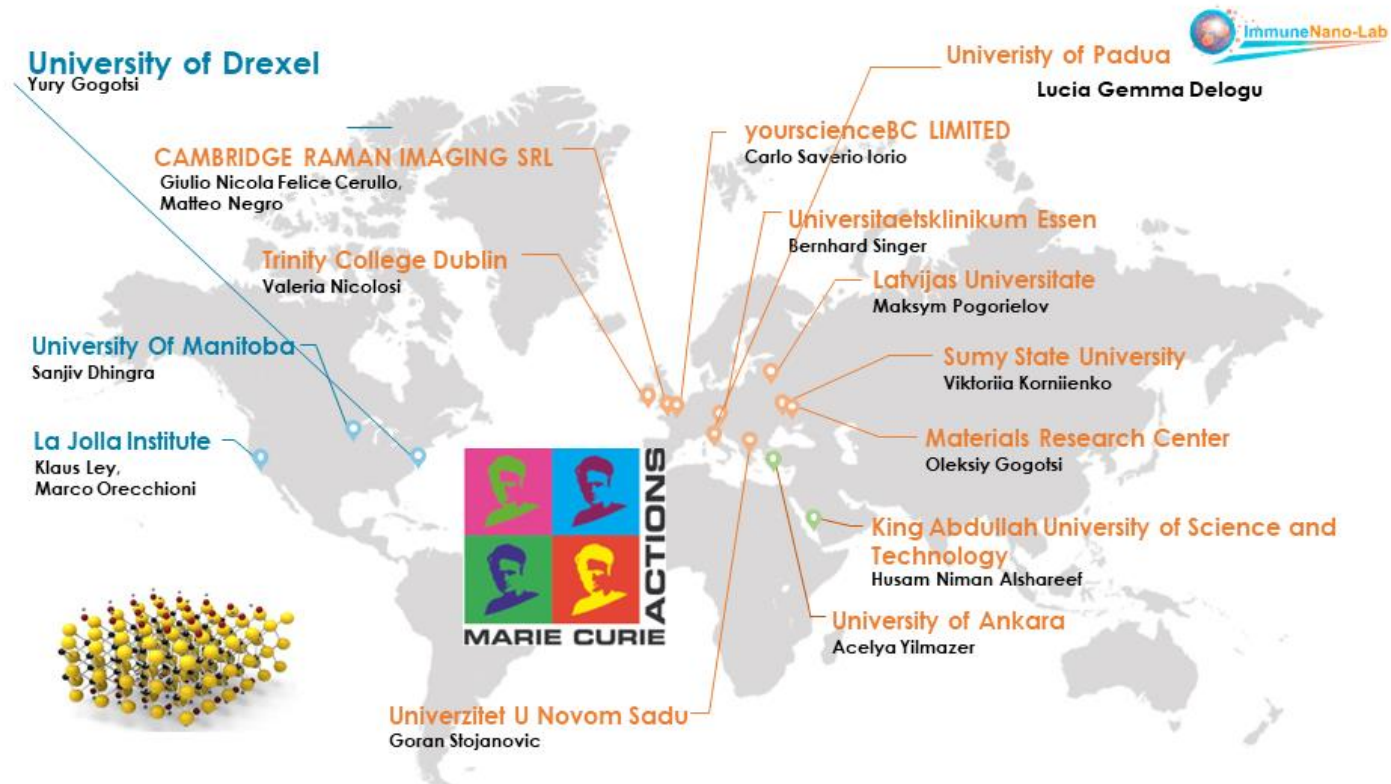 ImmuneNano-Lab
University of Drexel
Yury Gogotsi
Univeristy of Padua
Lucia Gemma Delogu
yourscienceBC LIMITED
Carlo Saverio Iorio
CAMBRIDGE RAMAN IMAGING SRL
Giulio Nicola Felice Cerullo,
Matteo Negro
Universitaetsklinikum Essen
Bernhard Singer
Trinity College Dublin
Valeria Nicolosi
Latvijas Universitate
Maksym Pogorielov
University Of Manitoba
Sanjiv Dhingra
Sumy State University
Viktoriia Korniienko
La Jolla Institute
Klaus Ley,
Marco Orecchioni
Materials Research Center
Oleksiy Gogotsi
MARIE CURIE
ACTIONS
King Abdullah University of Science and
Technology
Husam Niman Alshareef
University of Ankara
Acelya Yilmazer
Univerzitet U Novom Sadu
Goran Stojanovic